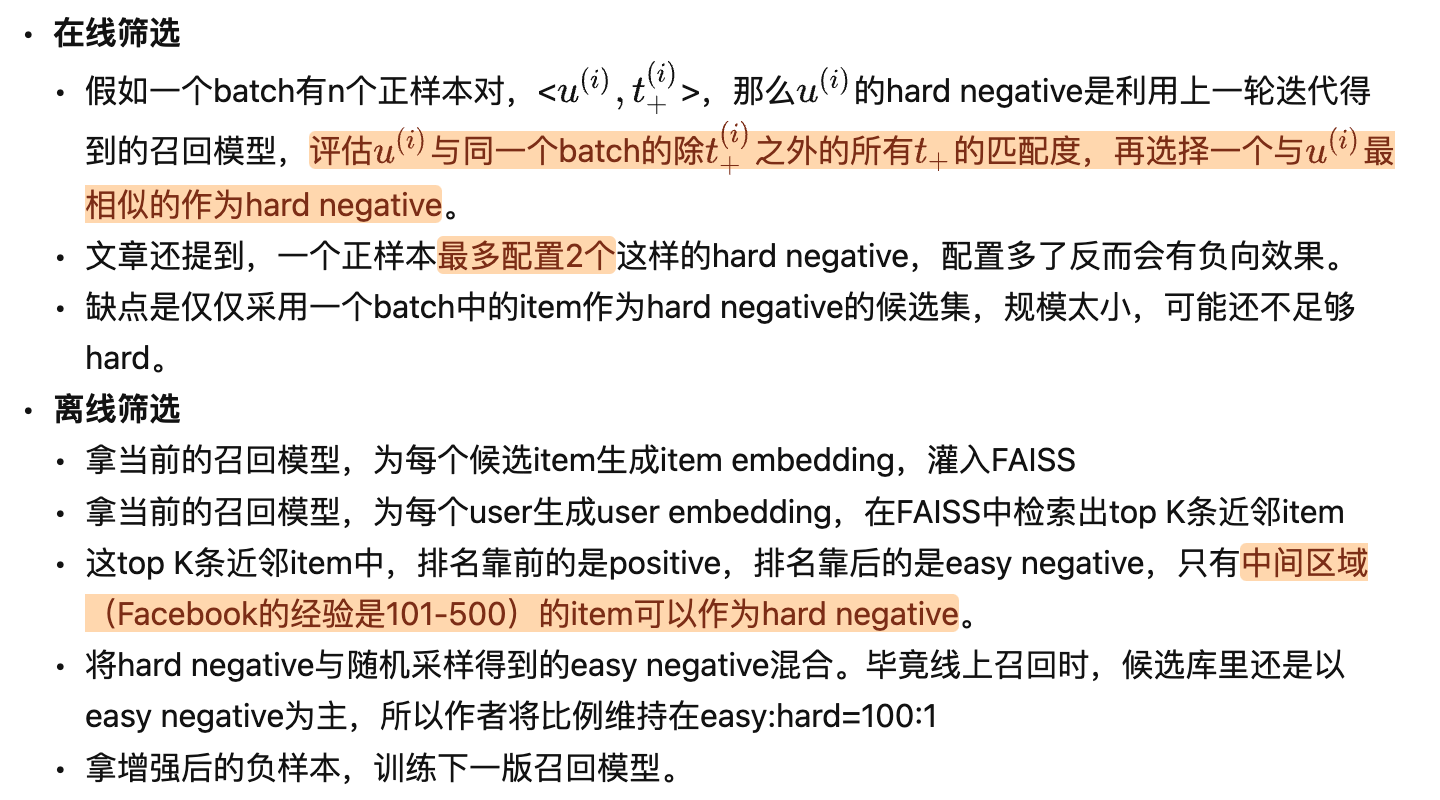 • 在线筛选
• 假如一个batch有n个正样本对，<u^{(i)}, t_+^{(i)}>，那么u^{(i)}的hard negative是利用上一轮迭代得
到的召回模型，评估u^{(i)}与同一个batch的除t_+^{(i)}之外的所有t_+的匹配度，再选择一个与u^{(i)}最
相似的作为hard negative。
• 文章还提到，一个正样本最多配置2个这样的hard negative，配置多了反而会有负向效果。
• 缺点是仅仅采用一个batch中的item作为hard negative的候选集，规模太小，可能还不足够
hard。
• 离线筛选
• 拿当前的召回模型，为每个候选item生成item embedding，灌入FAISS
• 拿当前的召回模型，为每个user生成user embedding，在FAISS中检索出top K条近邻item
• 这top K条近邻item中，排名靠前的是positive，排名靠后的是easy negative，只有中间区域
（Facebook的经验是101-500）的item可以作为hard negative。
• 将hard negative与随机采样得到的easy negative混合。毕竟线上召回时，候选库里还是以
easy negative为主，所以作者将比例维持在easy:hard=100:1
• 拿增强后的负样本，训练下一版召回模型。